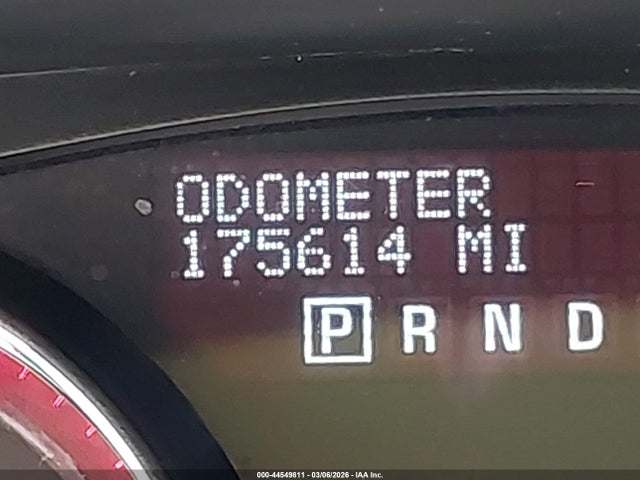 ODOMETER
175614 MI
P R N D
000-44549811 - 03/06/2026 - IAA Inc.